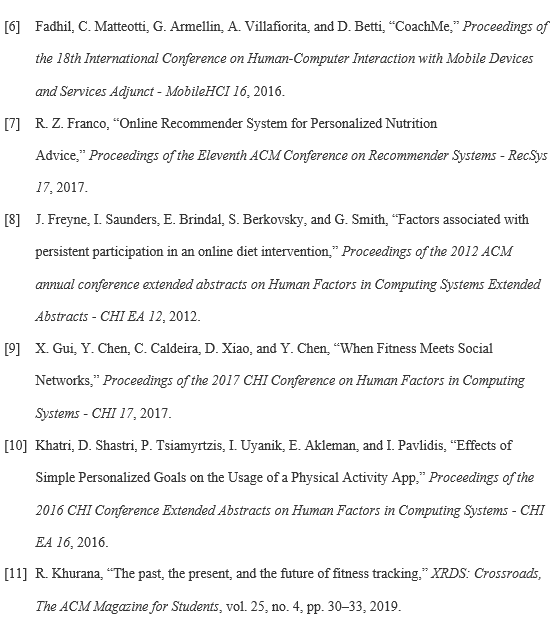 [6] Fadhil, C. Matteotti, G. Armellin, A. Villafiorita, and D. Betti, “CoachMe,” Proceedings of
the 18th International Conference on Human-Computer Interaction with Mobile Devices
and Services Adjunct - MobileHCI 16, 2016.
[7] R. Z. Franco, “Online Recommender System for Personalized Nutrition
Advice,” Proceedings of the Eleventh ACM Conference on Recommender Systems - RecSys
17, 2017.
[8] J. Freyne, I. Saunders, E. Brindal, S. Berkovsky, and G. Smith, “Factors associated with
persistent participation in an online diet intervention,” Proceedings of the 2012 ACM
annual conference extended abstracts on Human Factors in Computing Systems Extended
Abstracts - CHI EA 12, 2012.
[9] X. Gui, Y. Chen, C. Caldeira, D. Xiao, and Y. Chen, “When Fitness Meets Social
Networks,” Proceedings of the 2017 CHI Conference on Human Factors in Computing
Systems - CHI 17, 2017.
[10] Khatri, D. Shastri, P. Tsiamyrtzis, I. Uyanik, E. Akleman, and I. Pavlidis, “Effects of
Simple Personalized Goals on the Usage of a Physical Activity App,” Proceedings of the
2016 CHI Conference Extended Abstracts on Human Factors in Computing Systems - CHI
EA 16, 2016.
[11] R. Khurana, “The past, the present, and the future of fitness tracking,” XRDS: Crossroads,
The ACM Magazine for Students, vol. 25, no. 4, pp. 30–33, 2019.